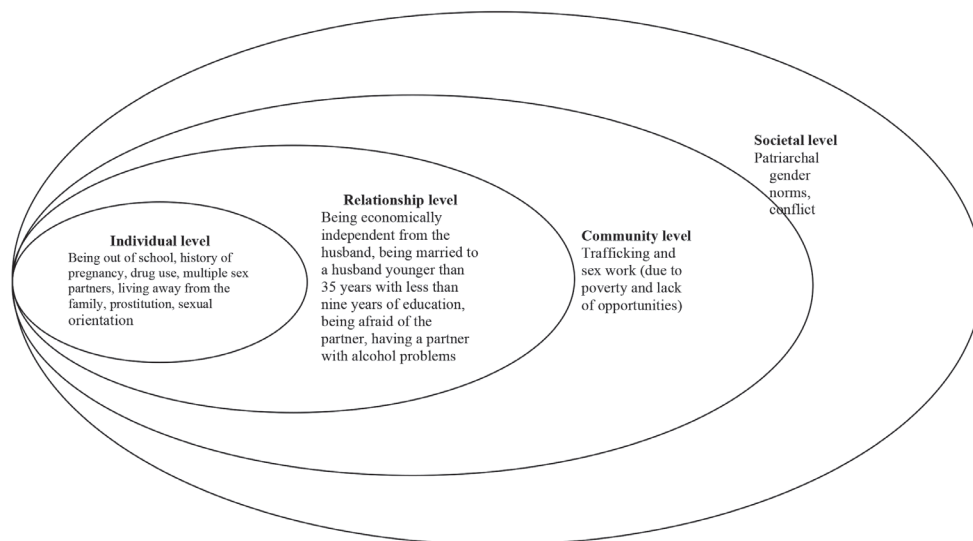 Individual level
Being out of school, history of
pregnancy, drug use, multiple sex
partners, living away from the
family, prostitution, sexual
orientation
Relationship level
Being economically
independent from the
husband, being married to
a husband younger than
35 years with less than
nine years of education,
being afraid of the
partner, having a partner
with alcohol problems
Community level
Trafficking and
sex work (due to
poverty and lack
of opportunities)
Societal level
Patriarchal
gender
norms,
conflict